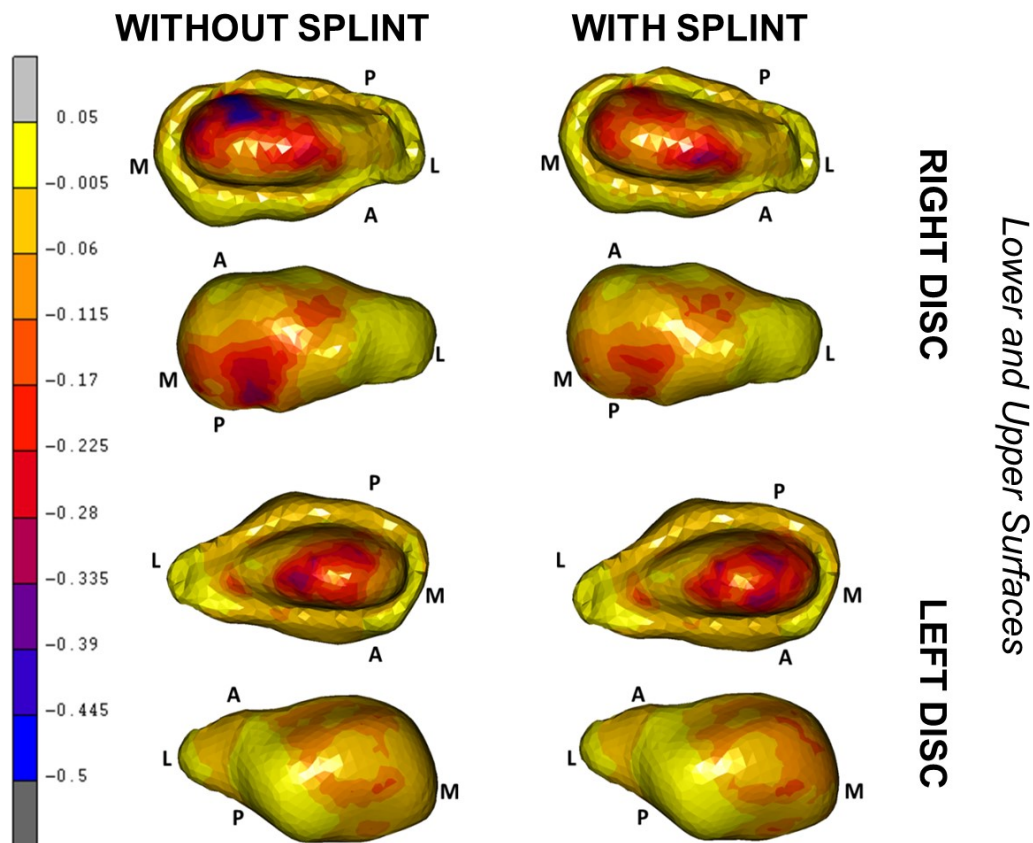 WITHOUT SPLINT
WITH SPLINT
0.05
-0.005
-0.06
-0.115
-0.17
-0.225
-0.28
-0.335
-0.39
-0.445
-0.5
P
M
L
A
P
M
L
A
A
M
L
P
A
M
L
P
RIGHT DISC
P
L
M
A
P
L
M
A
A
L
M
P
A
L
M
P
LEFT DISC
Lower and Upper Surfaces